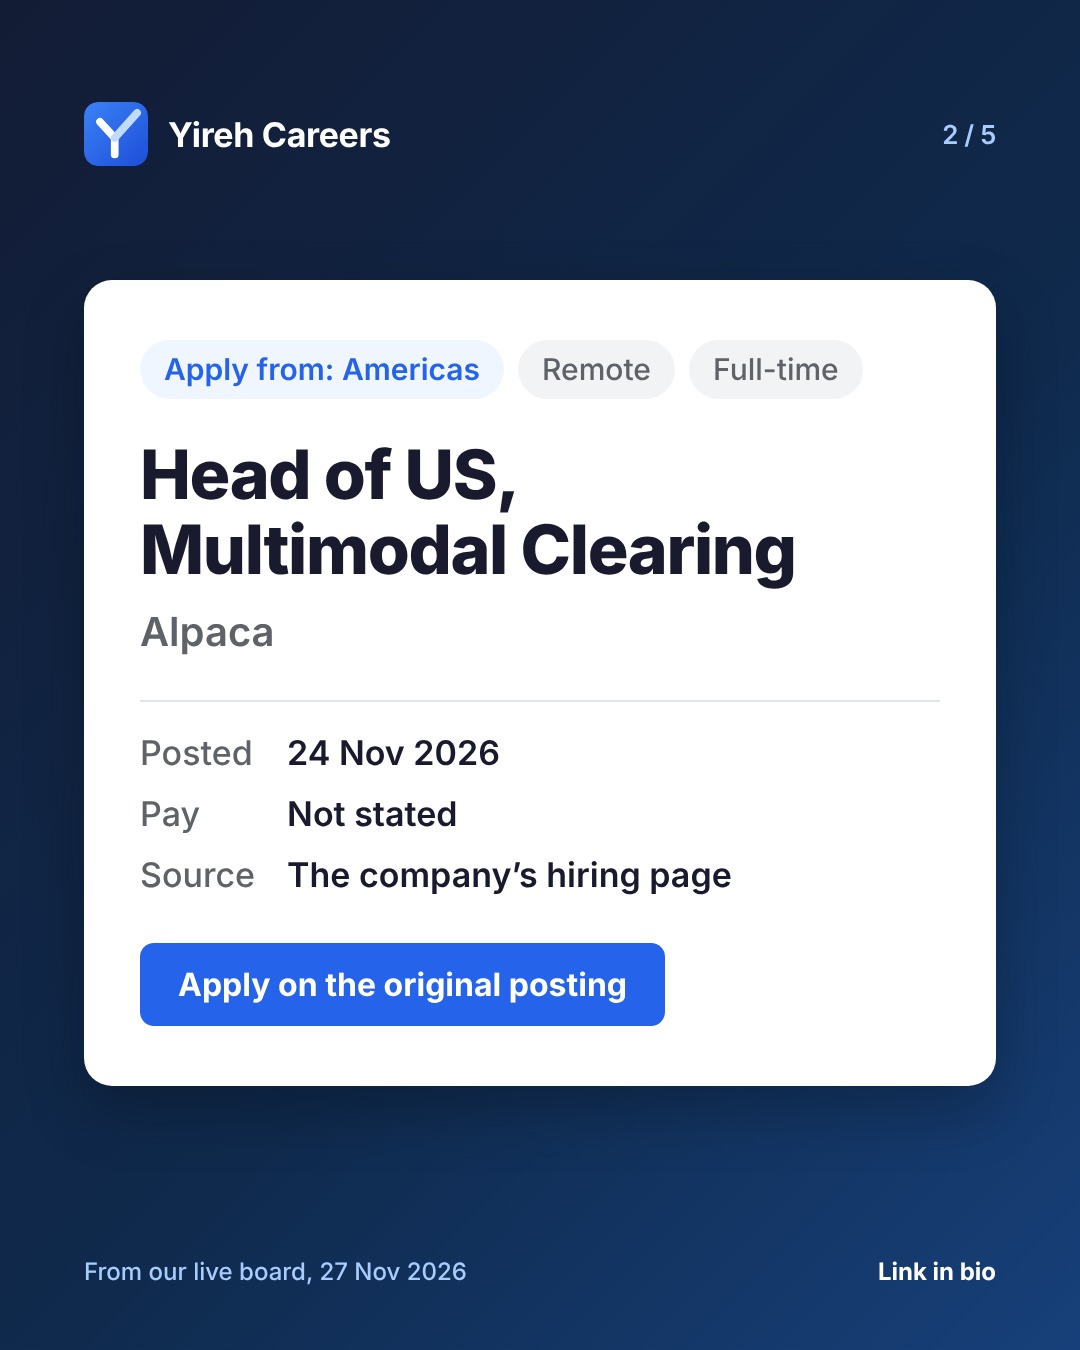 Yireh Careers
2 / 5
Apply from: Americas
Remote
Full-time
Head of US,
Multimodal Clearing
Alpaca
Posted 24 Nov 2026
Pay Not stated
Source The company’s hiring page
Apply on the original posting
From our live board, 27 Nov 2026
Link in bio